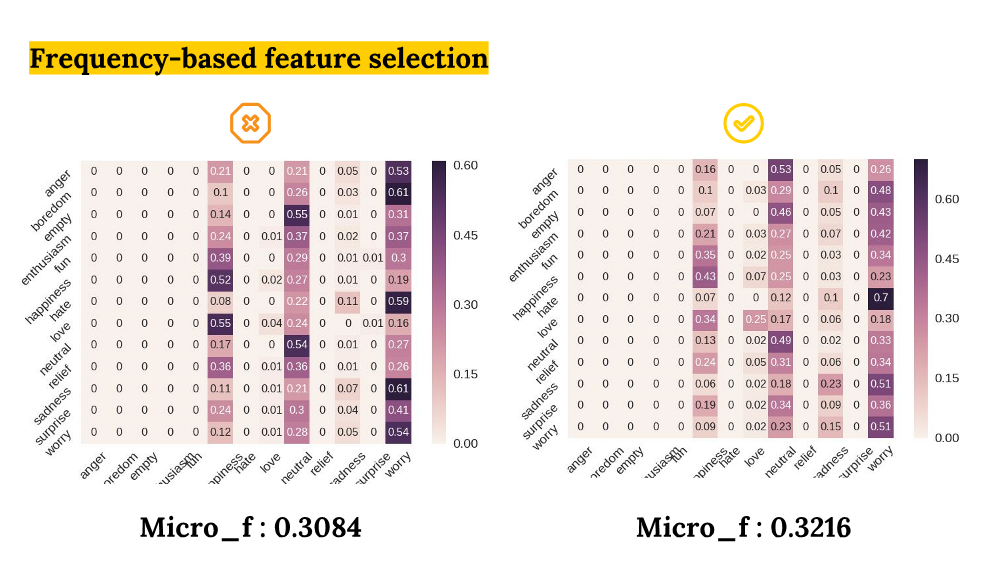 Frequency-based feature selection
anger 0 0 0 0 0 0.21 0 0 0.21 0 0.05 0 0.53
boredom 0 0 0 0 0 0.1 0 0 0.26 0 0.03 0 0.61
empty 0 0 0 0 0 0.14 0 0 0.55 0 0.01 0 0.31
enthusiasm 0 0 0 0 0 0.24 0 0.01 0.37 0 0.02 0 0.37
fun 0 0 0 0 0 0.39 0 0 0.29 0 0.01 0.01 0.3
happiness 0 0 0 0 0 0.52 0 0.02 0.27 0 0.01 0 0.19
hate 0 0 0 0 0 0.08 0 0 0.22 0 0.11 0 0.59
love 0 0 0 0 0 0.55 0 0.04 0.24 0 0 0.01 0.16
neutral 0 0 0 0 0 0.17 0 0 0.54 0 0.01 0 0.27
relief 0 0 0 0 0 0.36 0 0.01 0.36 0 0.01 0 0.26
sadness 0 0 0 0 0 0.11 0 0.01 0.21 0 0.07 0 0.61
surprise 0 0 0 0 0 0.24 0 0.01 0.3 0 0.04 0 0.41
worry 0 0 0 0 0 0.12 0 0.01 0.28 0 0.05 0 0.54
anger oredom empty husiasm fun ppiness hate love neutral relief adness urprise worry
0.60
0.45
0.30
0.15
0.00
Micro_f : 0.3084
anger 0 0 0 0 0 0.16 0 0 0.53 0 0.05 0 0.26
boredom 0 0 0 0 0 0.1 0 0.03 0.29 0 0.1 0 0.48
empty 0 0 0 0 0 0.07 0 0 0.46 0 0.05 0 0.43
enthusiasm 0 0 0 0 0 0.21 0 0.03 0.27 0 0.07 0 0.42
fun 0 0 0 0 0 0.35 0 0.02 0.25 0 0.03 0 0.34
happiness 0 0 0 0 0 0.43 0 0.07 0.25 0 0.03 0 0.23
hate 0 0 0 0 0 0.07 0 0 0.12 0 0.1 0 0.7
love 0 0 0 0 0 0.34 0 0.25 0.17 0 0.06 0 0.18
neutral 0 0 0 0 0 0.13 0 0.02 0.49 0 0.02 0 0.33
relief 0 0 0 0 0 0.24 0 0.05 0.31 0 0.06 0 0.34
sadness 0 0 0 0 0 0.06 0 0.02 0.18 0 0.23 0 0.51
surprise 0 0 0 0 0 0.19 0 0.02 0.34 0 0.09 0 0.36
worry 0 0 0 0 0 0.09 0 0.02 0.23 0 0.15 0 0.51
anger oredom empty husiasm fun ppiness hate love neutral relief adness urprise worry
0.60
0.45
0.30
0.15
0.00
Micro_f : 0.3216